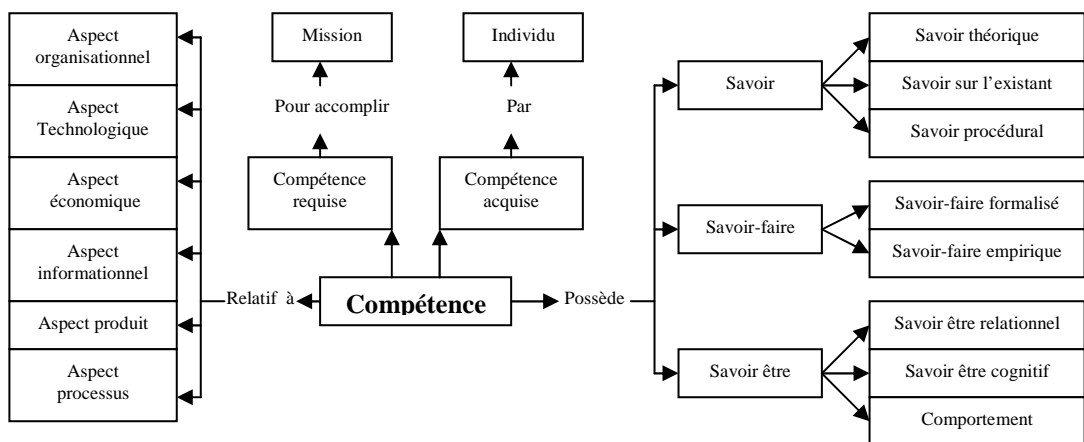 Aspect
organisationnel
Aspect
Technologique
Aspect
économique
Aspect
informationnel
Aspect produit
Aspect
processus
Mission
Pour accomplir
Compétence
requise
Individu
Par
Compétence
acquise
Relatif à
Compétence
Possède
Savoir
Savoir théorique
Savoir sur l'existant
Savoir procédural
Savoir-faire
Savoir-faire formalisé
Savoir-faire empirique
Savoir être
Savoir être relationnel
Savoir être cognitif
Comportement